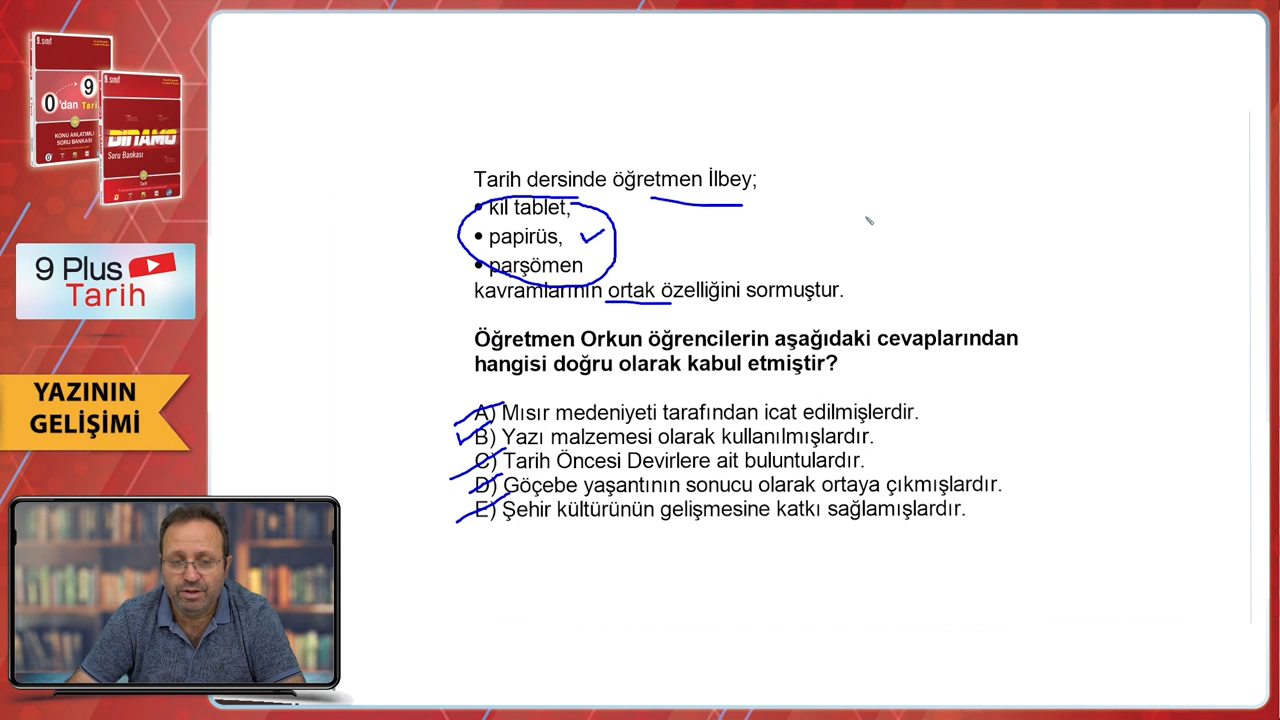 9.sınıf
0'dan 9 Tarih
KONU ANLATIMLI
SORU BANKASI
9.sınıf
DİNAMO
Soru Bankası
Tarih
9 Plus
Tarih
YAZININ
GELİŞİMİ
Tarih dersinde öğretmen İlbey;
• kil tablet,
• papirüs,
• parşömen
kavramlarının ortak özelliğini sormuştur.
Öğretmen Orkun öğrencilerin aşağıdaki cevaplarından
hangisi doğru olarak kabul etmiştir?
A) Mısır medeniyeti tarafından icat edilmişlerdir.
B) Yazı malzemesi olarak kullanılmışlardır.
C) Tarih Öncesi Devirlere ait buluntulardır.
D) Göçebe yaşantının sonucu olarak ortaya çıkmışlardır.
E) Şehir kültürünün gelişmesine katkı sağlamışlardır.